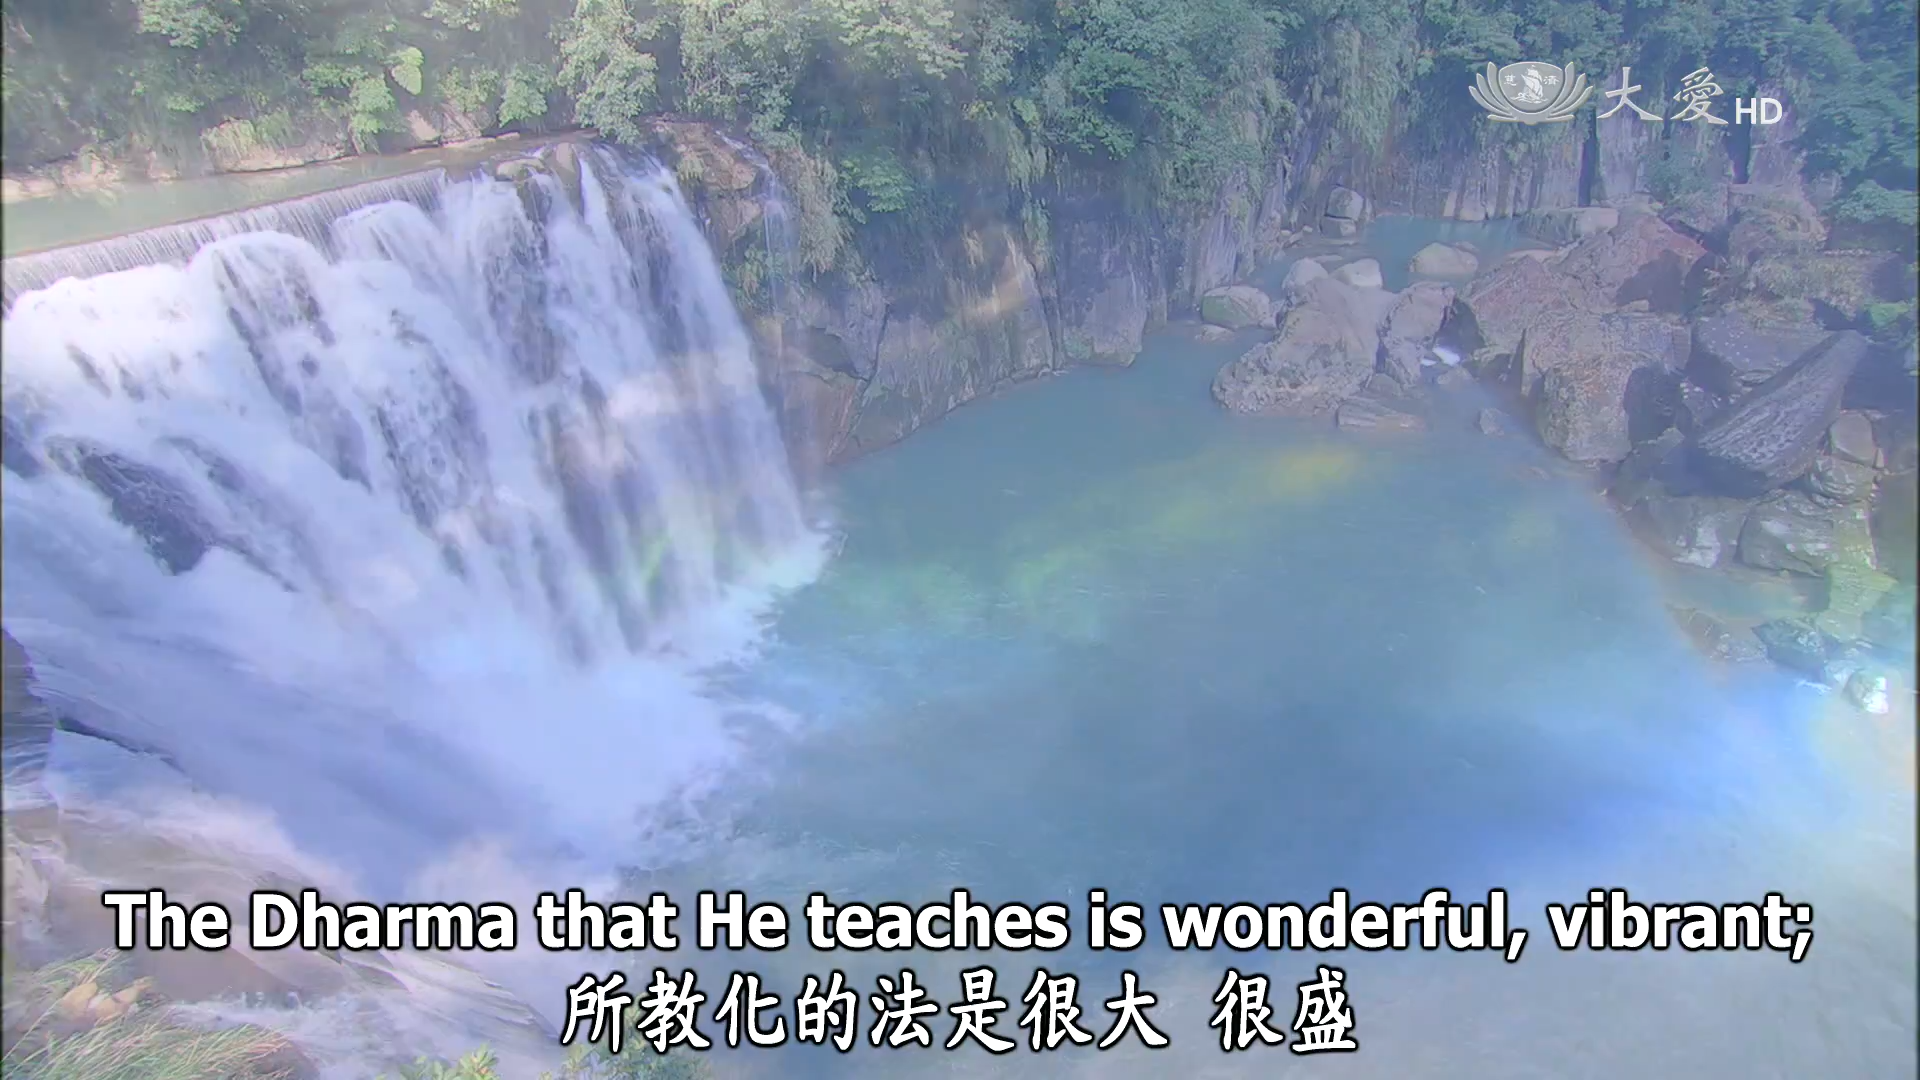 大愛HD
The Dharma that He teaches is wonderful, vibrant;
所教化的法是很大 很盛